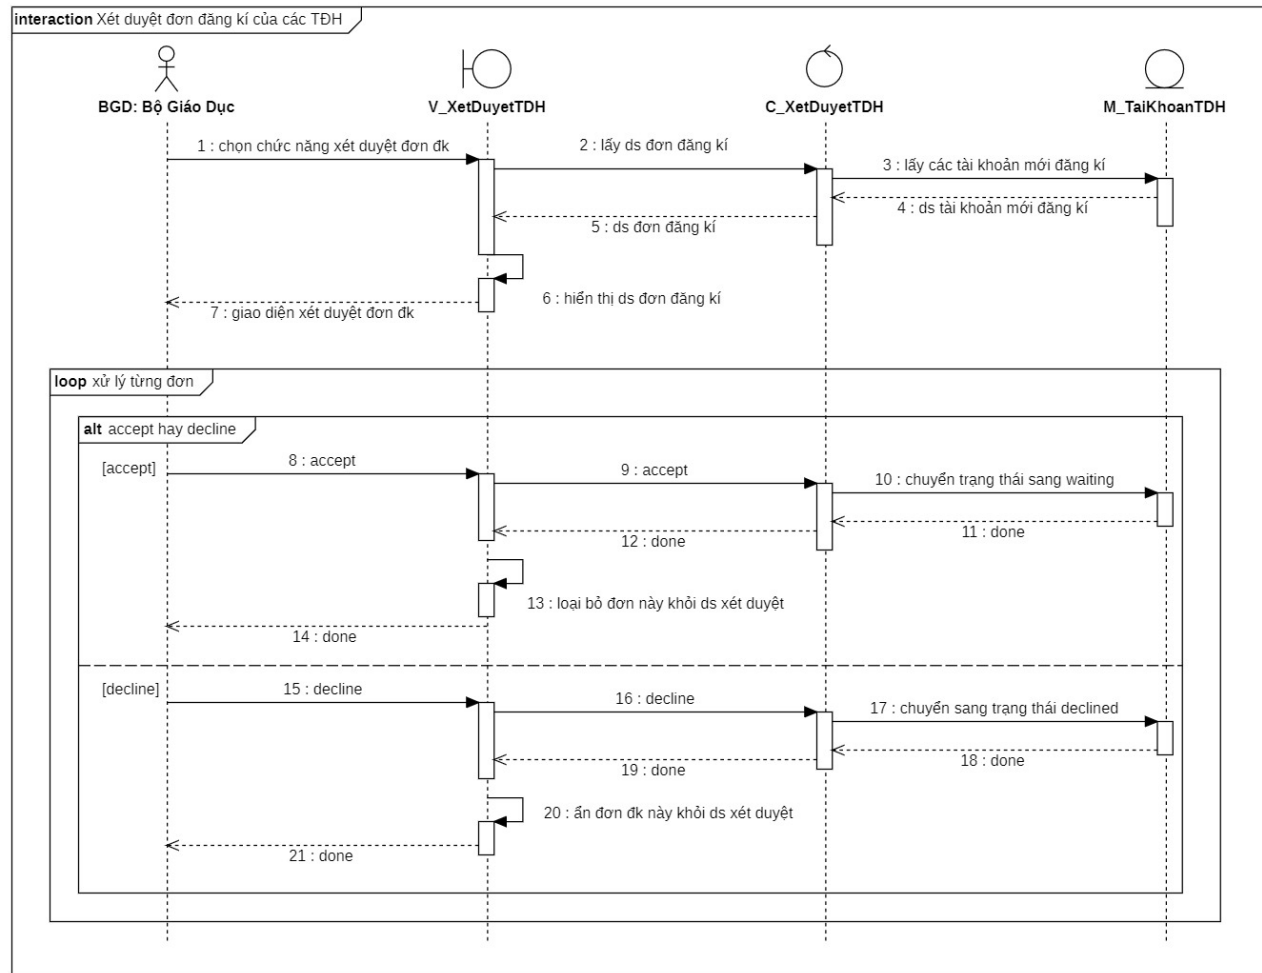 interaction Xét duyệt đơn đăng kí của các TĐH
BGD: Bộ Giáo Dục
V_XetDuyetTDH
C_XetDuyetTDH
M_TaiKhoanTDH
1 : chọn chức năng xét duyệt đơn đk
2 : lấy ds đơn đăng kí
3 : lấy các tài khoản mới đăng kí
4 : ds tài khoản mới đăng kí
5 : ds đơn đăng kí
6 : hiển thị ds đơn đăng kí
7 : giao diện xét duyệt đơn đk
loop xử lý từng đơn
alt accept hay decline
[accept]
8 : accept
9 : accept
10 : chuyển trạng thái sang waiting
11 : done
12 : done
13 : loại bỏ đơn này khỏi ds xét duyệt
14 : done
[decline]
15 : decline
16 : decline
17 : chuyển sang trạng thái declined
18 : done
19 : done
20 : ẩn đơn đk này khỏi ds xét duyệt
21 : done